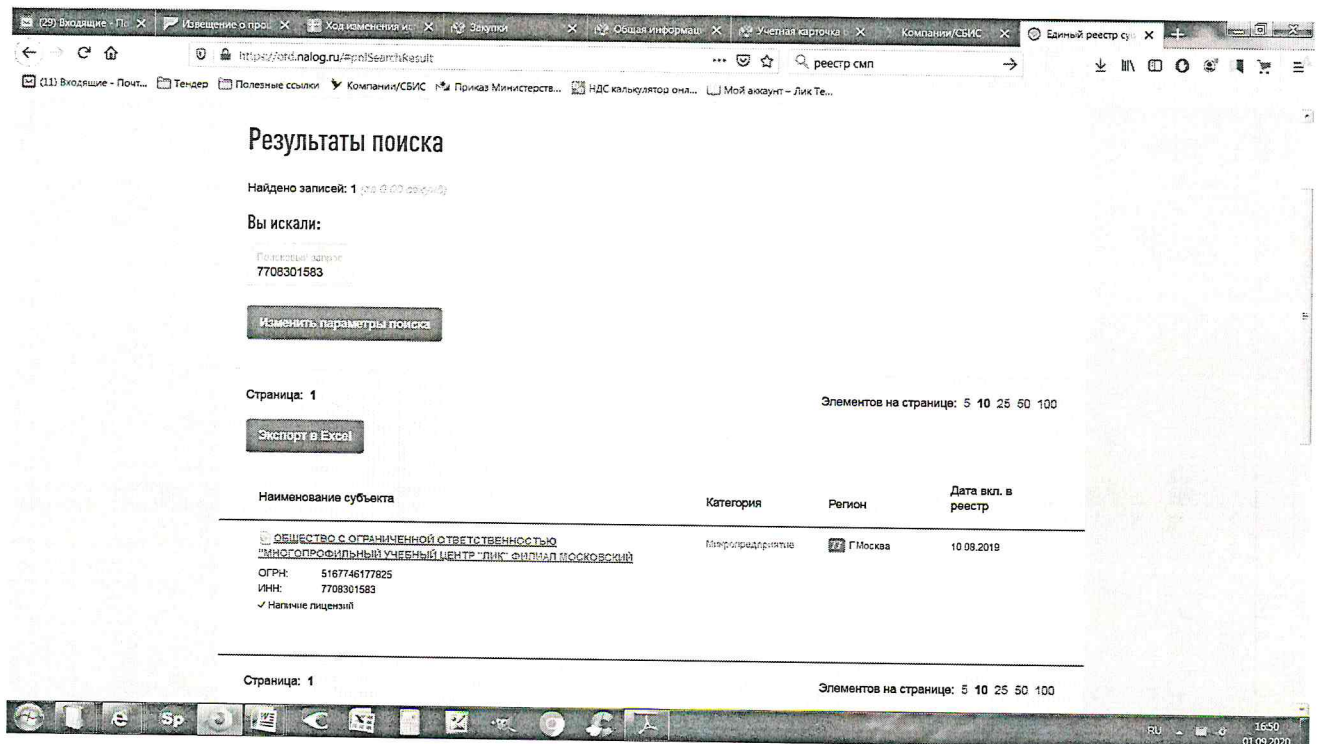 (29) Входящие - По
Извещение о про
Ход изменения ис
Закупки
Общая информац
Учетная карточка
Компании/СБИС
Единый реестр су
https://ofd.nalog.ru/#pnlSearchResult
реестр смп
(11) Входящие - Почт...
Тендер
Полезные ссылки
Компании/СБИС
Приказ Министерств...
НДС калькулятор онл...
Мой аккаунт – Лик Те...
Результаты поиска
Найдено записей: 1
Вы искали:
Поисковый запрос
7708301583
Изменить параметры поиска
Страница: 1
Элементов на странице: 5 10 25 50 100
Экспорт в Excel
Наименование субъекта
Категория
Регион
Дата вкл. в
реестр
ОБЩЕСТВО С ОГРАНИЧЕННОЙ ОТВЕТСТВЕННОСТЬЮ
"МНОГОПРОФИЛЬНЫЙ УЧЕБНЫЙ ЦЕНТР "ЛИК" ФИЛИАЛ МОСКОВСКИЙ
Микропредприятие
77 Г.Москва
10.08.2019
ОГРН: 5167746177825
ИНН: 7708301583
✓ Наличие лицензий
Страница: 1
Элементов на странице: 5 10 25 50 100
Sp
RU
16:50
01.09.2020